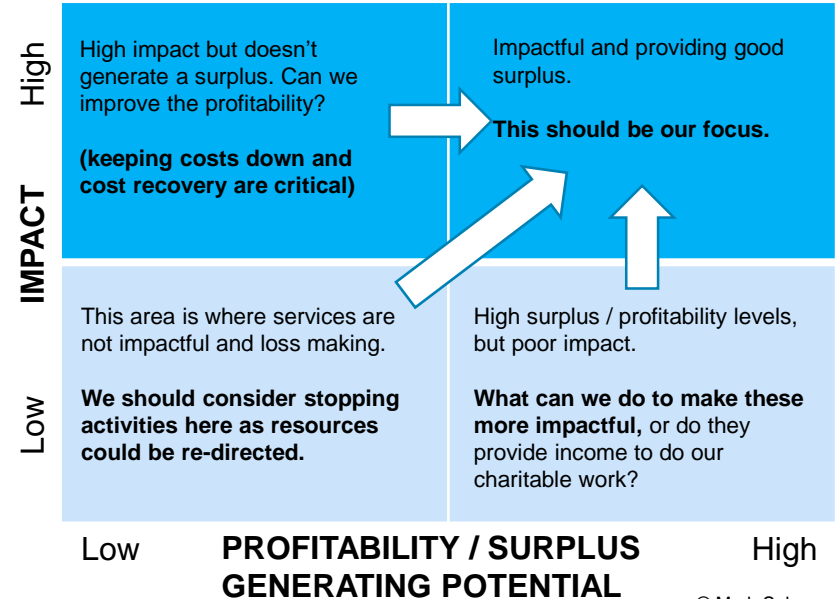 High
High impact but doesn't
generate a surplus. Can we
improve the profitability?
(keeping costs down and
cost recovery are critical)
Impactful and providing good
surplus.
This should be our focus.
IMPACT
Low
This area is where services are
not impactful and loss making.
We should consider stopping
activities here as resources
could be re-directed.
High surplus / profitability levels,
but poor impact.
What can we do to make these
more impactful, or do they
provide income to do our
charitable work?
Low
PROFITABILITY / SURPLUS
GENERATING POTENTIAL
High